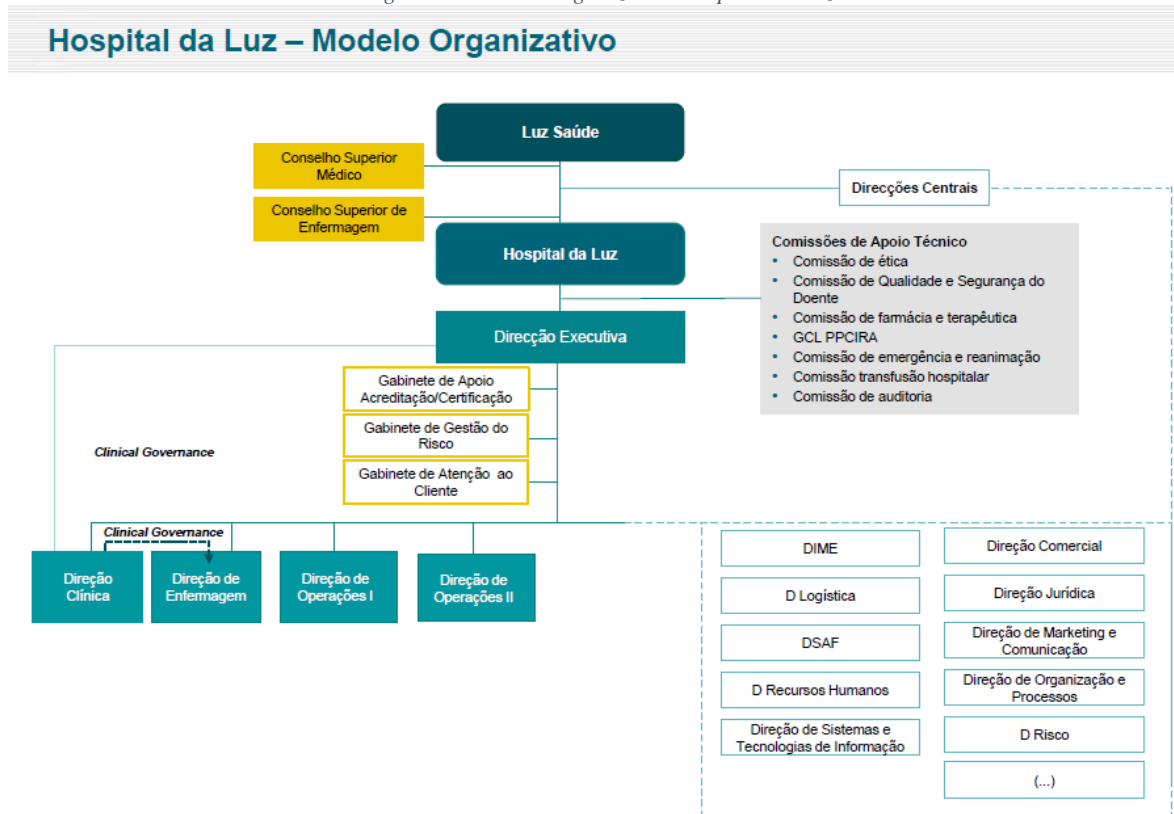 Hospital da Luz – Modelo Organizativo
Luz Saúde
Conselho Superior
Médico
Direcções Centrais
Conselho Superior de
Enfermagem
Hospital da Luz
Comissões de Apoio Técnico
• Comissão de ética
• Comissão de Qualidade e Segurança do
Doente
• Comissão de farmácia e terapêutica
• GCL PPCIRA
• Comissão de emergência e reanimação
• Comissão transfusão hospitalar
• Comissão de auditoria
Direcção Executiva
Gabinete de Apoio
Acreditação/Certificação
Gabinete de Gestão do
Risco
Clinical Governance
Gabinete de Atenção ao
Cliente
Clinical Governance
Direção
Clínica
Direção de
Enfermagem
Direção de
Operações I
Direção de
Operações II
DIME
D Logística
DSAF
D Recursos Humanos
Direção de Sistemas e
Tecnologias de Informação
Direção Comercial
Direção Jurídica
Direção de Marketing e
Comunicação
Direção de Organização e
Processos
D Risco
(...)